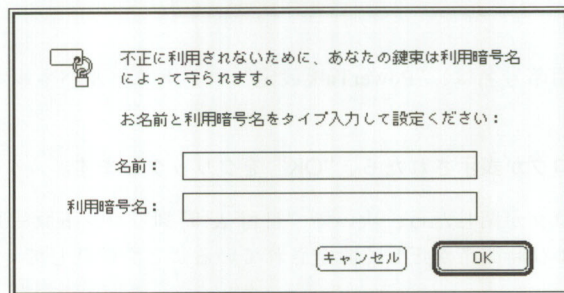 不正に利用されないために、あなたの鍵束は利用暗号名
によって守られます。
お名前と利用暗号名をタイプ入力して設定ください：
名前：
利用暗号名：
キャンセル
OK